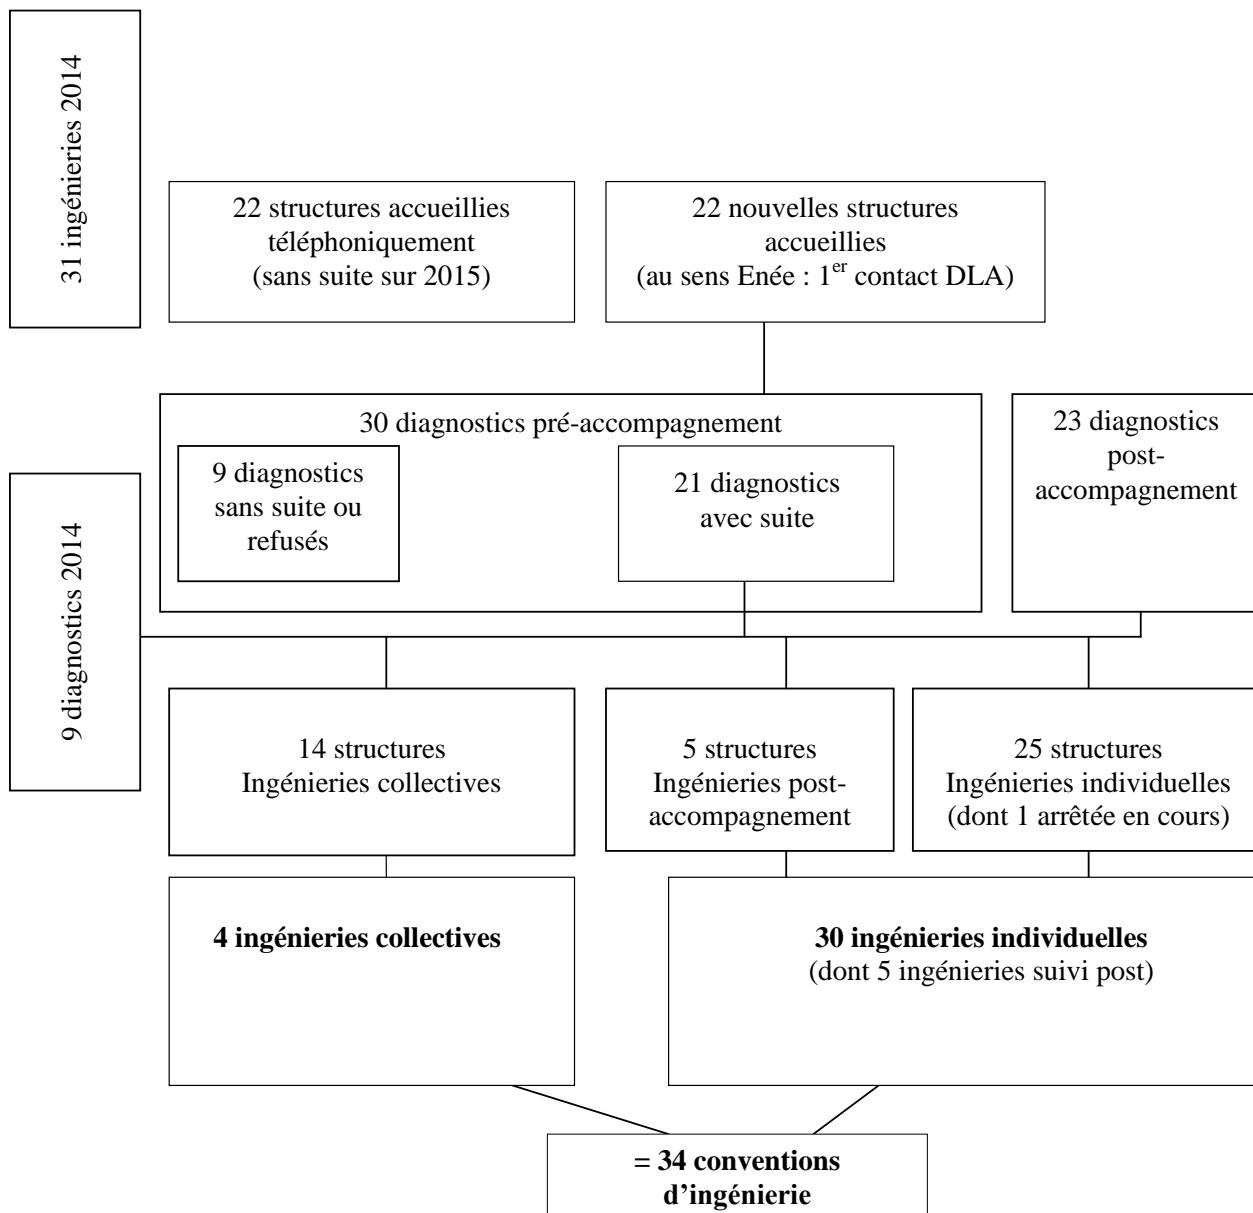 31 ingénieries 2014
22 structures accueillies
téléphoniquement
(sans suite sur 2015)
22 nouvelles structures
accueillies
(au sens Enée : 1er contact DLA)
30 diagnostics pré-accompagnement
9 diagnostics
sans suite ou
refusés
21 diagnostics
avec suite
23 diagnostics
post-
accompagnement
9 diagnostics 2014
14 structures
Ingénieries collectives
5 structures
Ingénieries post-
accompagnement
25 structures
Ingénieries individuelles
(dont 1 arrêtée en cours)
4 ingénieries collectives
30 ingénieries individuelles
(dont 5 ingénieries suivi post)
= 34 conventions
d’ingénierie